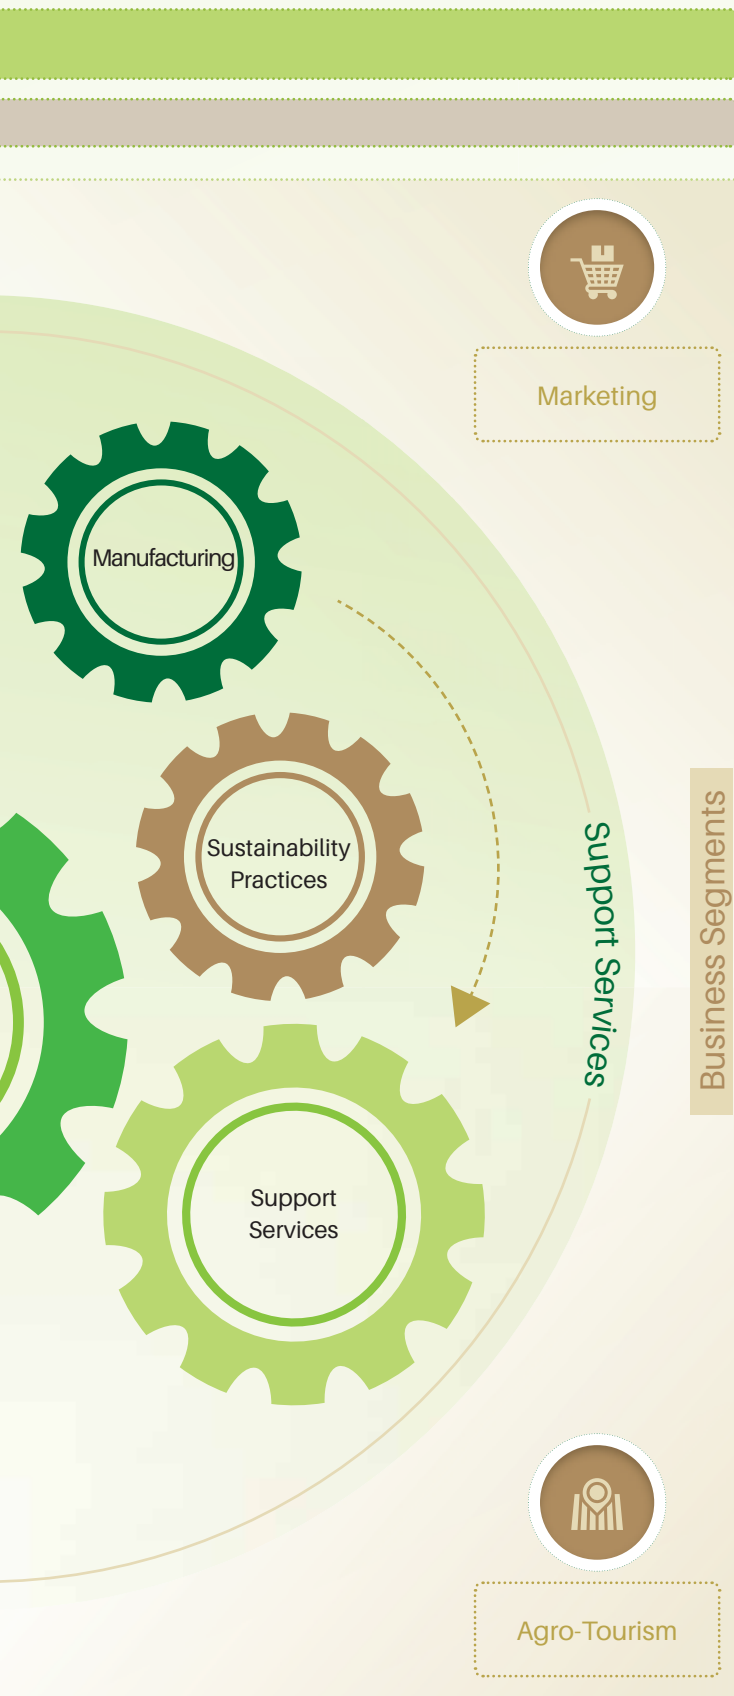 Marketing
Manufacturing
Sustainability
Practices
Support Services
Business Segments
Support
Services
Agro-Tourism